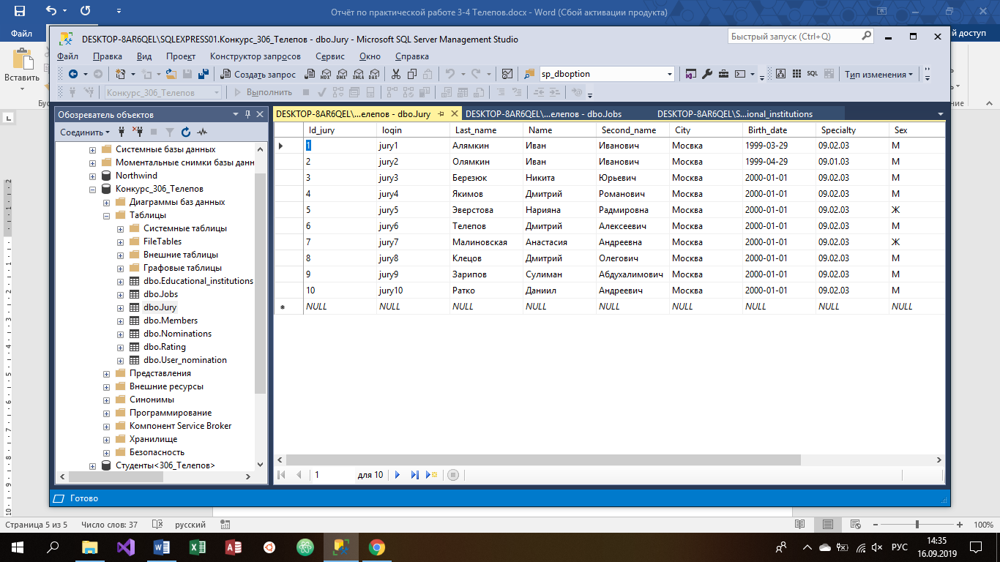 Отчёт по практической работе 3-4 Телепов.docx - Word (Сбой активации продукта)
Файл
й доступ
Вставить
Бус
ние
DESKTOP-8AR6QEL\SQLEXPRESS01.Конкурс_306_Телепов - dbo.Jury - Microsoft SQL Server Management Studio
Быстрый запуск (Ctrl+Q)
Файл Правка Вид Проект Конструктор запросов Сервис Окно Справка
Создать запрос MDX DMX XMLA DAX sp_dboption SQL Тип изменения
Конкурс_306_Телепов Выполнить
Обозреватель объектов
Соединить
Системные базы данных
Моментальные снимки базы данн
Northwind
Конкурс_306_Телепов
Диаграммы баз данных
Таблицы
Системные таблицы
FileTables
Внешние таблицы
Графовые таблицы
dbo.Educational_institutions
dbo.Jobs
dbo.Jury
dbo.Members
dbo.Nominations
dbo.Rating
dbo.User_nomination
Представления
Внешние ресурсы
Синонимы
Программирование
Компонент Service Broker
Хранилище
Безопасность
Студенты<306_Телепов>
DESKTOP-8AR6QEL\...елепов - dbo.Jury DESKTOP-8AR6QEL\...елепов - dbo.Jobs DESKTOP-8AR6QEL\S...ional_institutions
Id_jury login Last_name Name Second_name City Birth_date Specialty Sex
1 jury1 Алямкин Иван Иванович Мосвка 1999-03-29 09.02.03 М
2 jury2 Олямкин Иван Иванович Москва 1999-04-29 09.01.03 М
3 jury3 Березюк Никита Юрьевич Москва 2000-01-01 09.02.03 М
4 jury4 Якимов Дмитрий Романович Москва 2000-01-01 09.02.03 М
5 jury5 Эверстова Нарияна Радмировна Москва 2000-01-01 09.02.03 Ж
6 jury6 Телепов Дмитрий Алексеевич Москва 2000-01-01 09.02.03 М
7 jury7 Малиновская Анастасия Андреевна Москва 2000-01-01 09.02.03 Ж
8 jury8 Клецов Дмитрий Олегович Москва 2000-01-01 09.02.03 М
9 jury9 Зарипов Сулиман Абдухалимович Москва 2000-01-01 09.02.03 М
10 jury10 Ратко Даниил Андреевич Москва 2000-01-01 09.02.03 М
NULL NULL NULL NULL NULL NULL NULL NULL NULL
1 для 10
Готово
Страница 5 из 5 Число слов: 37 русский 100%
РУС 14:35
16.09.2019